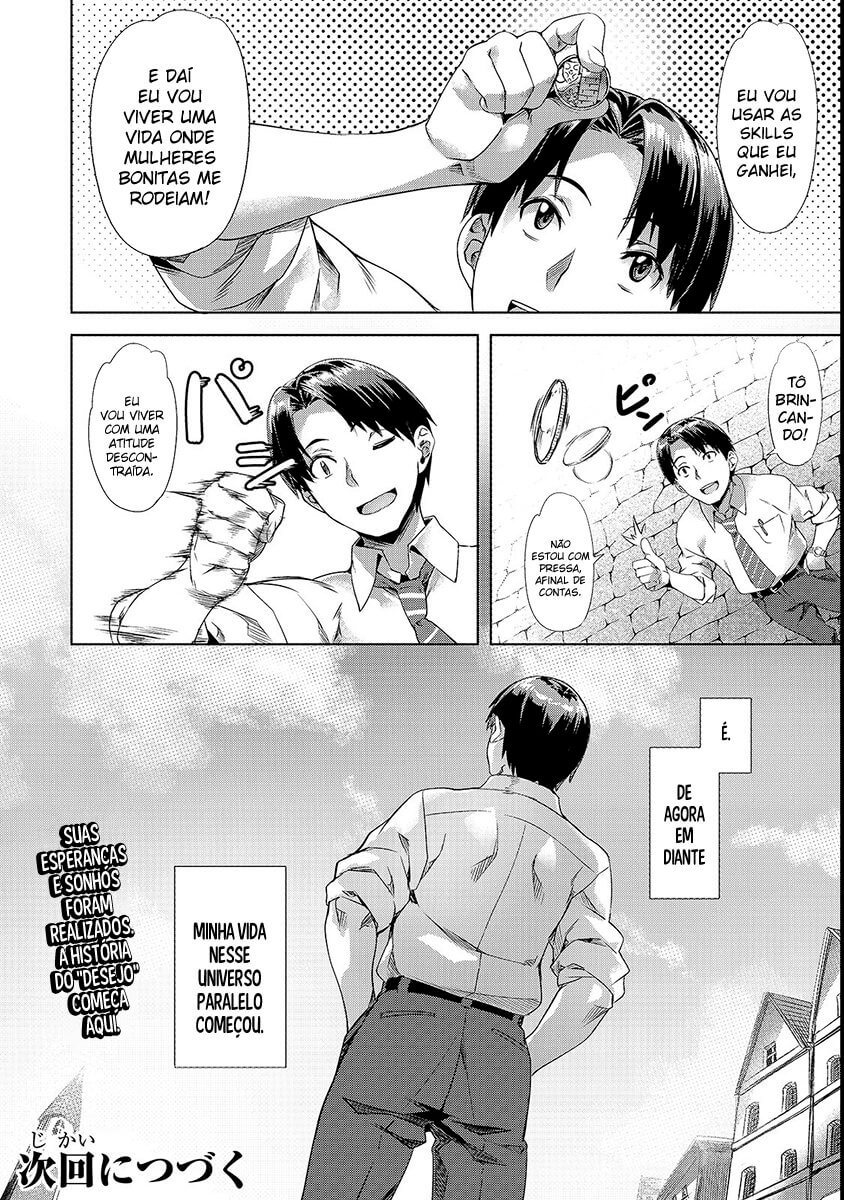 EU VOU
USAR AS
SKILLS
QUE EU
GANHEI,
E DAÍ
EU VOU
VIVER UMA
VIDA ONDE
MULHERES
BONITAS ME
RODEIAM!
TÔ
BRIN-
CANDO!
ピンッ
NÃO
ESTOU COM
PRESSA,
AFINAL DE
CONTAS.
パシ
EU
VOU VIVER
COM UMA
ATITUDE
DESCON-
TRAÍDA.
É.
DE
AGORA
EM
DIANTE
MINHA VIDA
NESSE
UNIVERSO
PARALELO
COMEÇOU.
SUAS
ESPERANÇAS
E SONHOS
FORAM
REALIZADOS.
A HISTÓRIA
DO "DESEJO"
COMEÇA
AQUI.
じかい
次回につづく